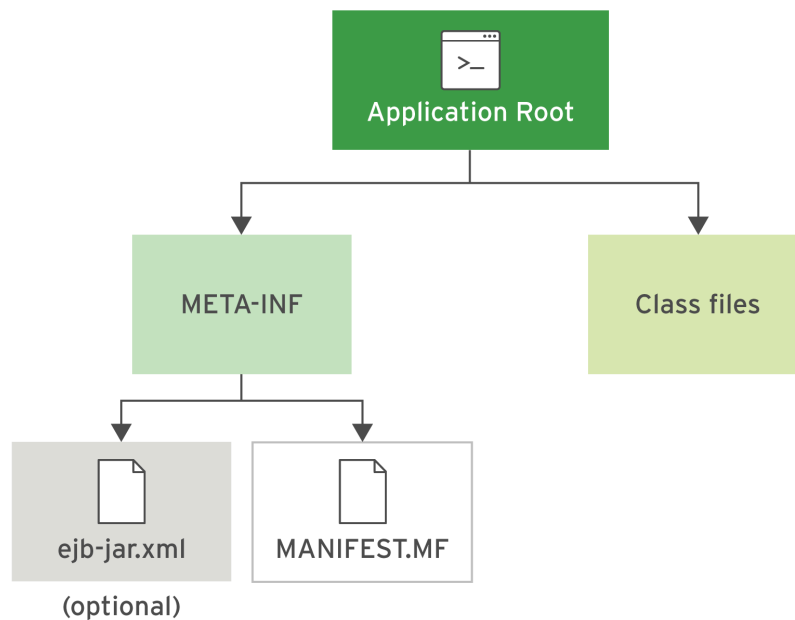 >_
Application Root
META-INF
Class files
ejb-jar.xml
MANIFEST.MF
(optional)